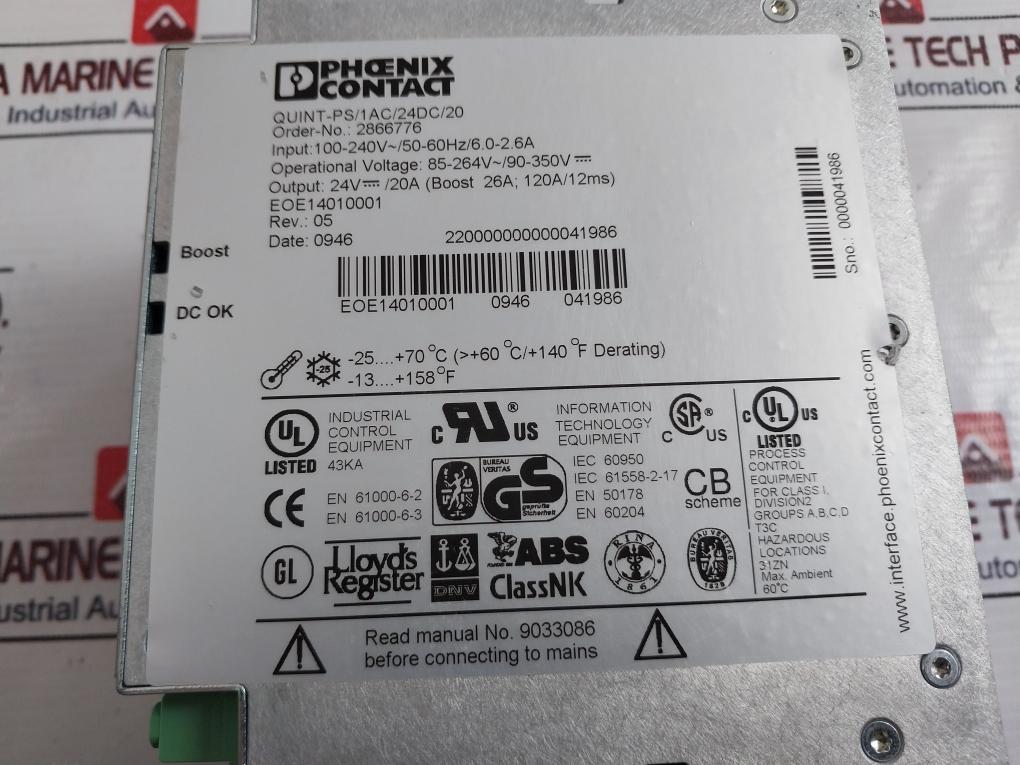 PHŒNIX
CONTACT
QUINT-PS/1AC/24DC/20
Order-No.: 2866776
Input:100-240V~/50-60Hz/6.0-2.6A
Operational Voltage: 85-264V~/90-350V⎓
Output: 24V⎓ /20A (Boost 26A; 120A/12ms)
EOE14010001
Rev.: 05
Date: 0946
220000000000041986
EOE14010001 0946 041986
Sno.: 0000041986
Boost
DC OK
-25....+70 °C (>+60 °C/+140 °F Derating)
-25
-13....+158°F
UL
LISTED
INDUSTRIAL
CONTROL
EQUIPMENT
43KA
c RU ® US
INFORMATION
TECHNOLOGY
EQUIPMENT
C SA ® US
C UL US
LISTED
PROCESS
CONTROL
EQUIPMENT
FOR CLASS I,
DIVISION2
GROUPS A,B,C,D
T3C
HAZARDOUS
LOCATIONS
31ZN
Max. Ambient
60°C
CE
EN 61000-6-2
EN 61000-6-3
BUREAU
VERITAS
GS
geprüfte
Sicherheit
IEC 60950
IEC 61558-2-17
EN 50178
EN 60204
CB
scheme
GL
Lloyd's
Register
DNV
ABS
ClassNK
RINA
1861
BUREAU VERITAS
1828
Read manual No. 9033086
before connecting to mains
www.interface.phoenixcontact.com
A MARINE
Industrial Au
E TECH P
utomation &
ARINE
dustrial Au